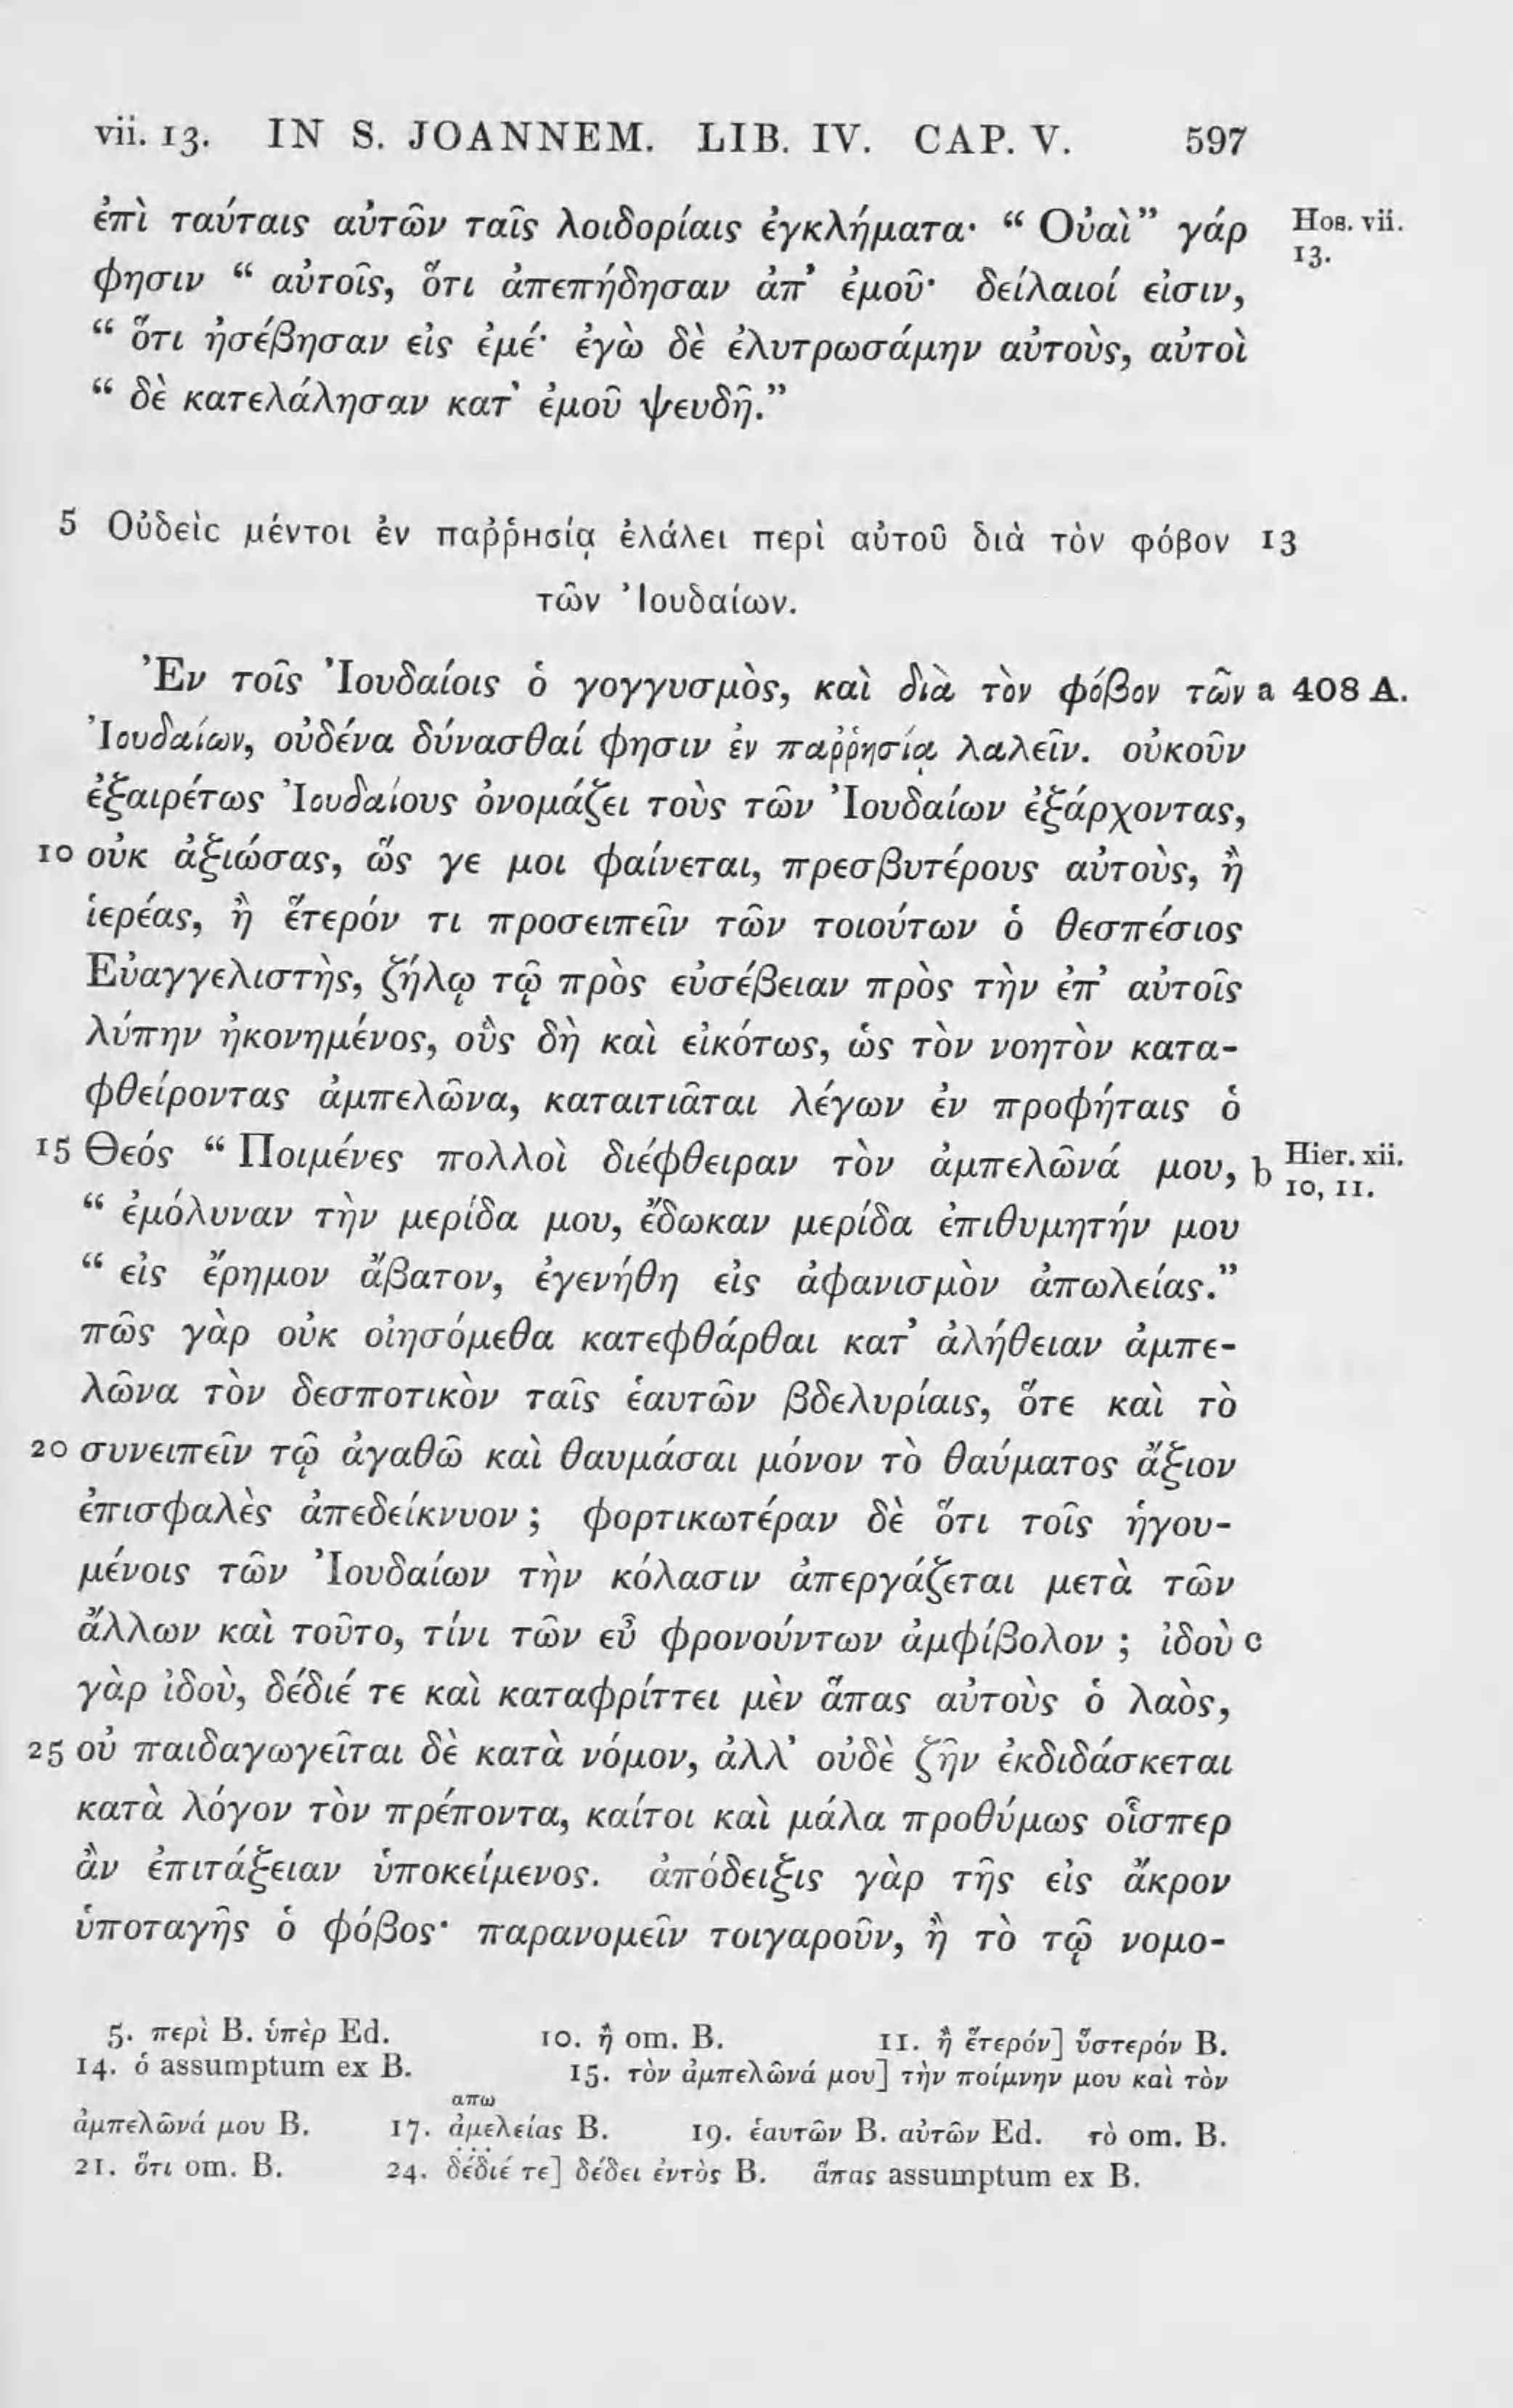 vii. 13. IN S. JOANNEM. LIB. IV. CAP. V. 597
ἐπὶ ταύταις αὐτῶν ταῖς λοιδορίαις ἐγκλήματα· “ Οὐαὶ” γάρ Hos. vii. 13.
φησιν “ αὐτοῖς, ὅτι ἀπεπήδησαν ἀπ’ ἐμοῦ· δείλαιοί εἰσιν,
“ ὅτι ἠσέβησαν εἰς ἐμέ· ἐγὼ δὲ ἐλυτρωσάμην αὐτοὺς, αὐτοὶ
“ δὲ κατελάλησαν κατ’ ἐμοῦ ψευδῆ.”
5 Οὐδεὶς μέντοι ἐν παῤῥησίᾳ ἐλάλει περὶ αὐτοῦ διὰ τὸν φόβον 13
τῶν Ἰουδαίων.
Ἐν τοῖς Ἰουδαίοις ὁ γογγυσμὸς, καὶ διὰ τὸν φόβον τῶν a 408 A.
Ἰουδαίων, οὐδένα δύνασθαί φησιν ἐν παῤῥησίᾳ λαλεῖν. οὐκοῦν
ἐξαιρέτως Ἰουδαίους ὀνομάζει τοὺς τῶν Ἰουδαίων ἐξάρχοντας,
10 οὐκ ἀξιώσας, ὥς γε μοι φαίνεται, πρεσβυτέρους αὐτοὺς, ἢ
ἱερέας, ἢ ἕτερόν τι προσειπεῖν τῶν τοιούτων ὁ θεσπέσιος
Εὐαγγελιστὴς, ζήλῳ τῷ πρὸς εὐσέβειαν πρὸς τὴν ἐπ’ αὐτοῖς
λύπην ἠκονημένος, οὓς δὴ καὶ εἰκότως, ὡς τὸν νοητὸν κατα-
φθείροντας ἀμπελῶνα, καταιτιᾶται λέγων ἐν προφήταις ὁ
15 Θεός “ Ποιμένες πολλοὶ διέφθειραν τὸν ἀμπελῶνά μου, b Hier. xii. 10, 11.
“ ἐμόλυναν τὴν μερίδα μου, ἔδωκαν μερίδα ἐπιθυμητήν μου
“ εἰς ἔρημον ἄβατον, ἐγενήθη εἰς ἀφανισμὸν ἀπωλείας.”
πῶς γὰρ οὐκ οἰησόμεθα κατεφθάρθαι κατ’ ἀλήθειαν ἀμπε-
λῶνα τὸν δεσποτικὸν ταῖς ἑαυτῶν βδελυρίαις, ὅτε καὶ τὸ
20 συνειπεῖν τῷ ἀγαθῶ καὶ θαυμάσαι μόνον τὸ θαύματος ἄξιον
ἐπισφαλὲς ἀπεδείκνυον ; φορτικωτέραν δὲ ὅτι τοῖς ἡγου-
μένοις τῶν Ἰουδαίων τὴν κόλασιν ἀπεργάζεται μετὰ τῶν
ἄλλων καὶ τοῦτο, τίνι τῶν εὖ φρονούντων ἀμφίβολον ; ἰδοὺ c
γὰρ ἰδοὺ, δέδιέ τε καὶ καταφρίττει μὲν ἅπας αὐτοὺς ὁ λαὸς,
25 οὐ παιδαγωγεῖται δὲ κατὰ νόμον, ἀλλ’ οὐδὲ ζῆν ἐκδιδάσκεται
κατὰ λόγον τὸν πρέποντα, καίτοι καὶ μάλα προθύμως οἷσπερ
ἂν ἐπιτάξειαν ὑποκείμενος. ἀπόδειξις γὰρ τῆς εἰς ἄκρον
ὑποταγῆς ὁ φόβος· παρανομεῖν τοιγαροῦν, ἢ τὸ τῷ νομο-
5. περὶ B. ὑπὲρ Ed. 10. ἢ om. B. 11. ἢ ἕτερόν] ὕστερόν B.
14. ὁ assumptum ex B. 15. τὸν ἀμπελῶνά μου] τὴν ποίμνην μου καὶ τὸν
απω
ἀμπελῶνά μου B. 17. ἀμελείας B. 19. ἑαυτῶν B. αὐτῶν Ed. τὸ om. B.
21. ὅτι om. B. 24. δέδιέ τε] δέδει ἐντὸς B. ἅπας assumptum ex B.